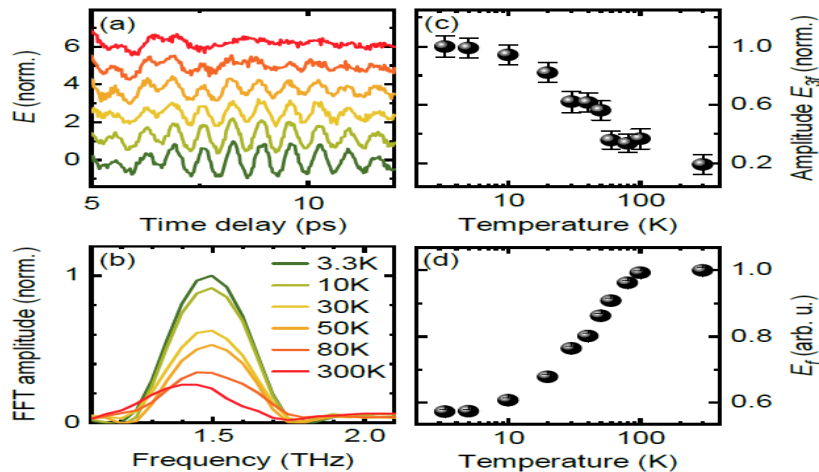 (a)
E (norm.)
6
4
2
0
5
10
Time delay (ps)
(c)
1.0
0.6
0.2
Amplitude E3f (norm.)
10
100
Temperature (K)
(b)
FFT amplitude (norm.)
1
0
3.3K
10K
30K
50K
80K
300K
1.5
2.0
Frequency (THz)
(d)
1.0
0.8
0.6
Ef (arb. u.)
10
100
Temperature (K)